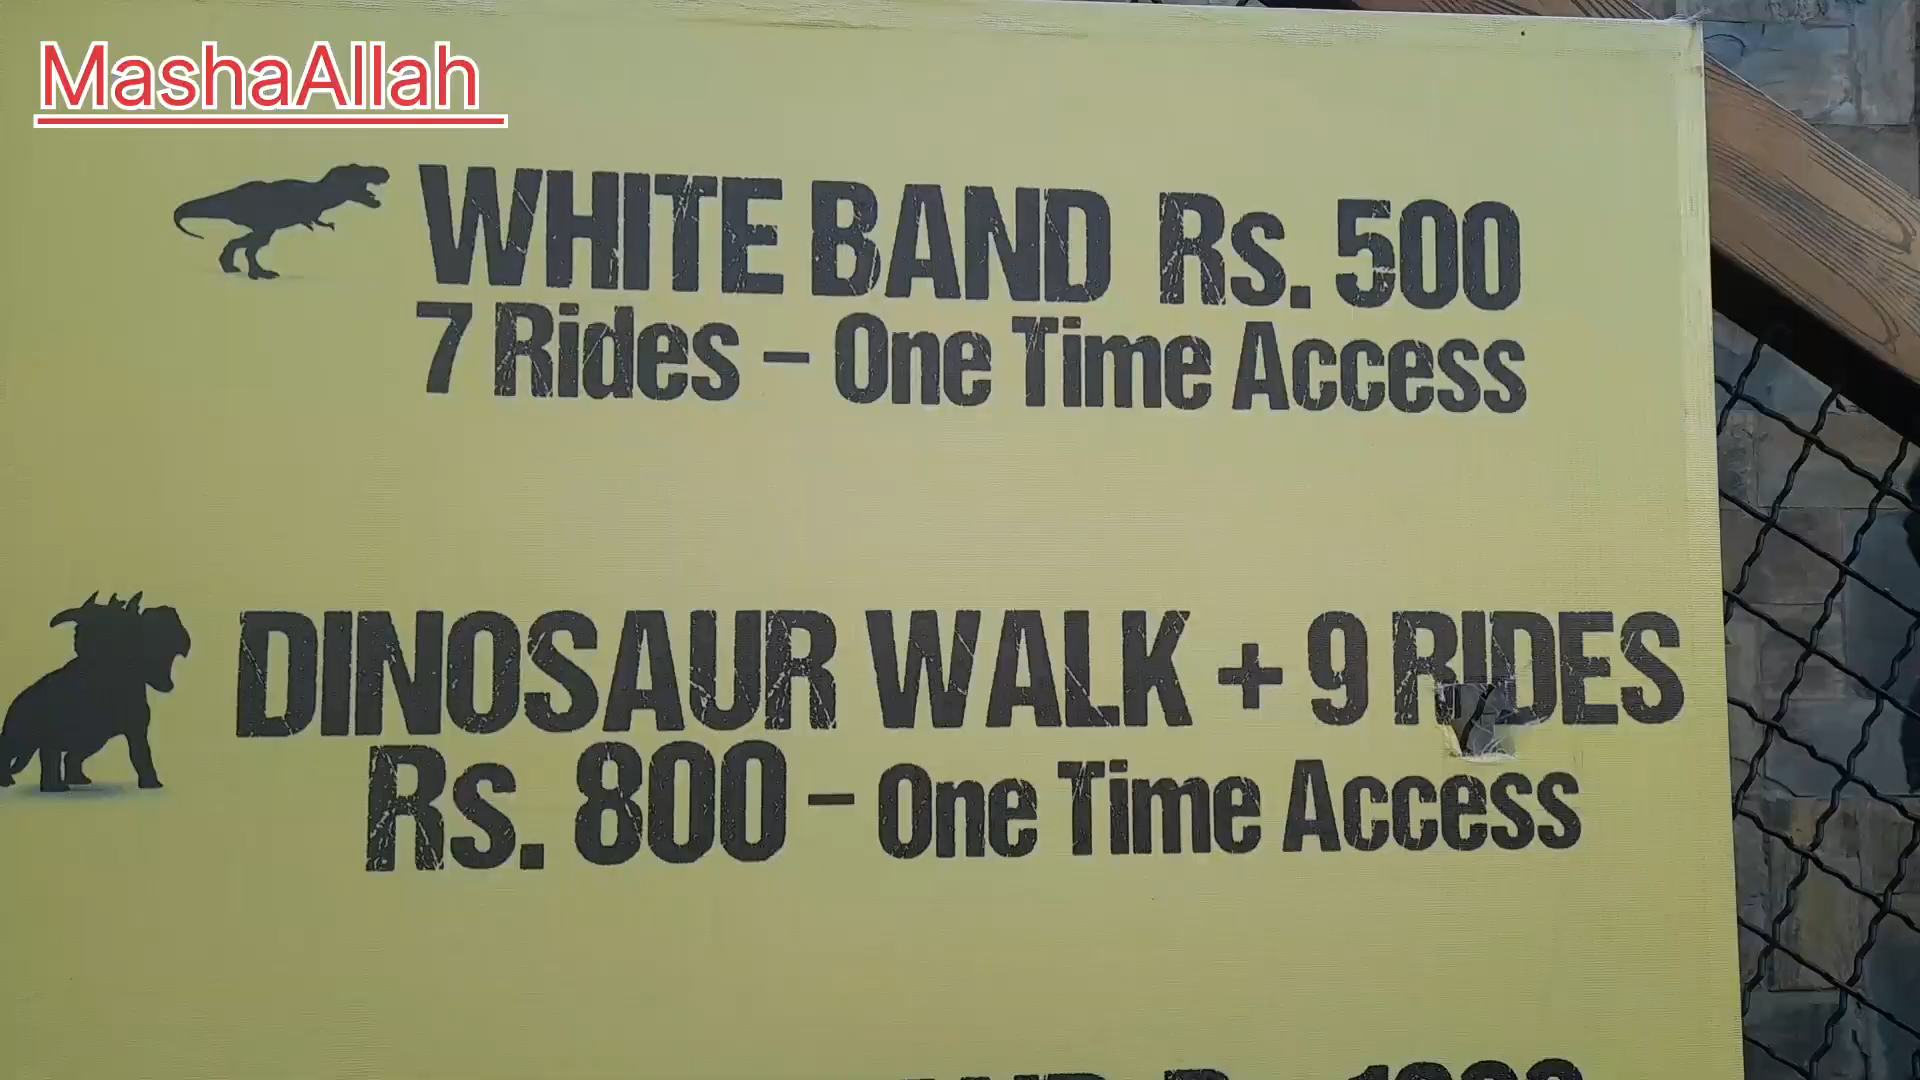 MashaAllah
WHITE BAND Rs. 500
7 Rides – One Time Access
DINOSAUR WALK + 9 RIDES
Rs. 800 – One Time Access